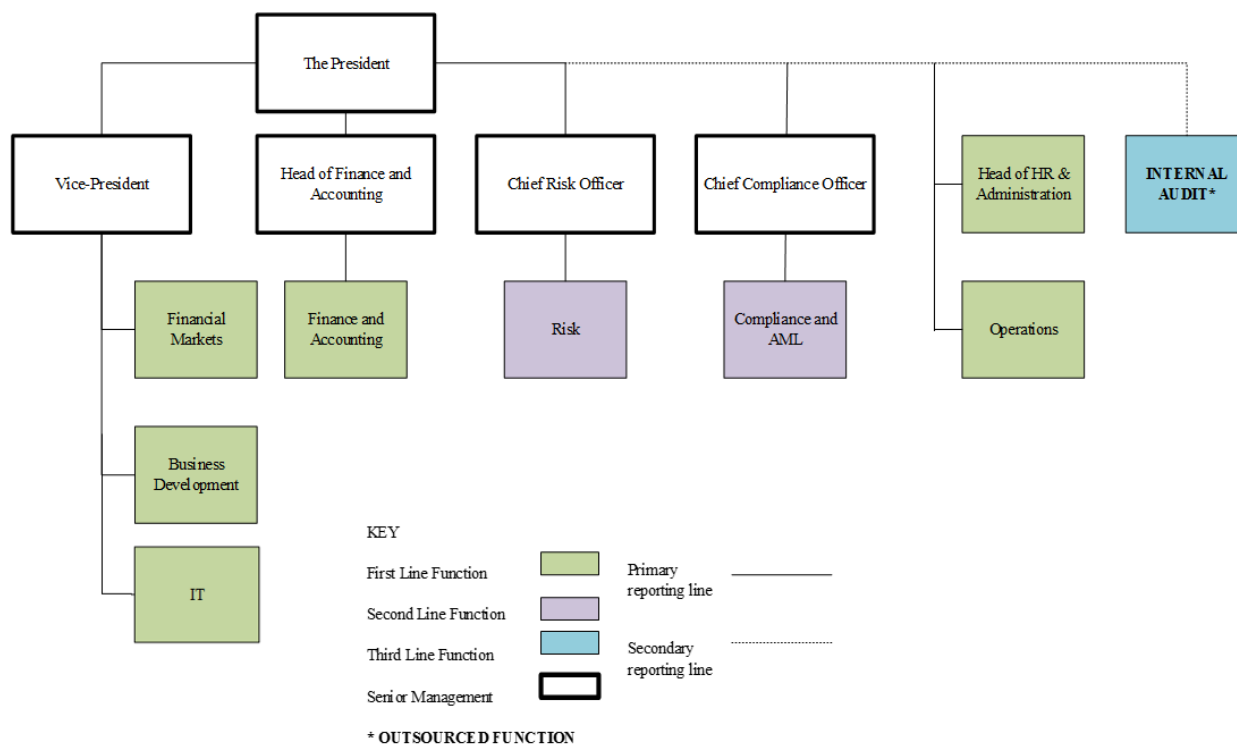 The President
Vice-President
Head of Finance and
Accounting
Chief Risk Officer
Chief Compliance Officer
Head of HR &
Administration
INTERNAL
AUDIT*
Financial
Markets
Finance and
Accounting
Risk
Compliance and
AML
Operations
Business
Development
IT
KEY
First Line Function
Primary
reporting line
Second Line Function
Third Line Function
Secondary
reporting line
Senior Management
* OUTSOURCED FUNCTION